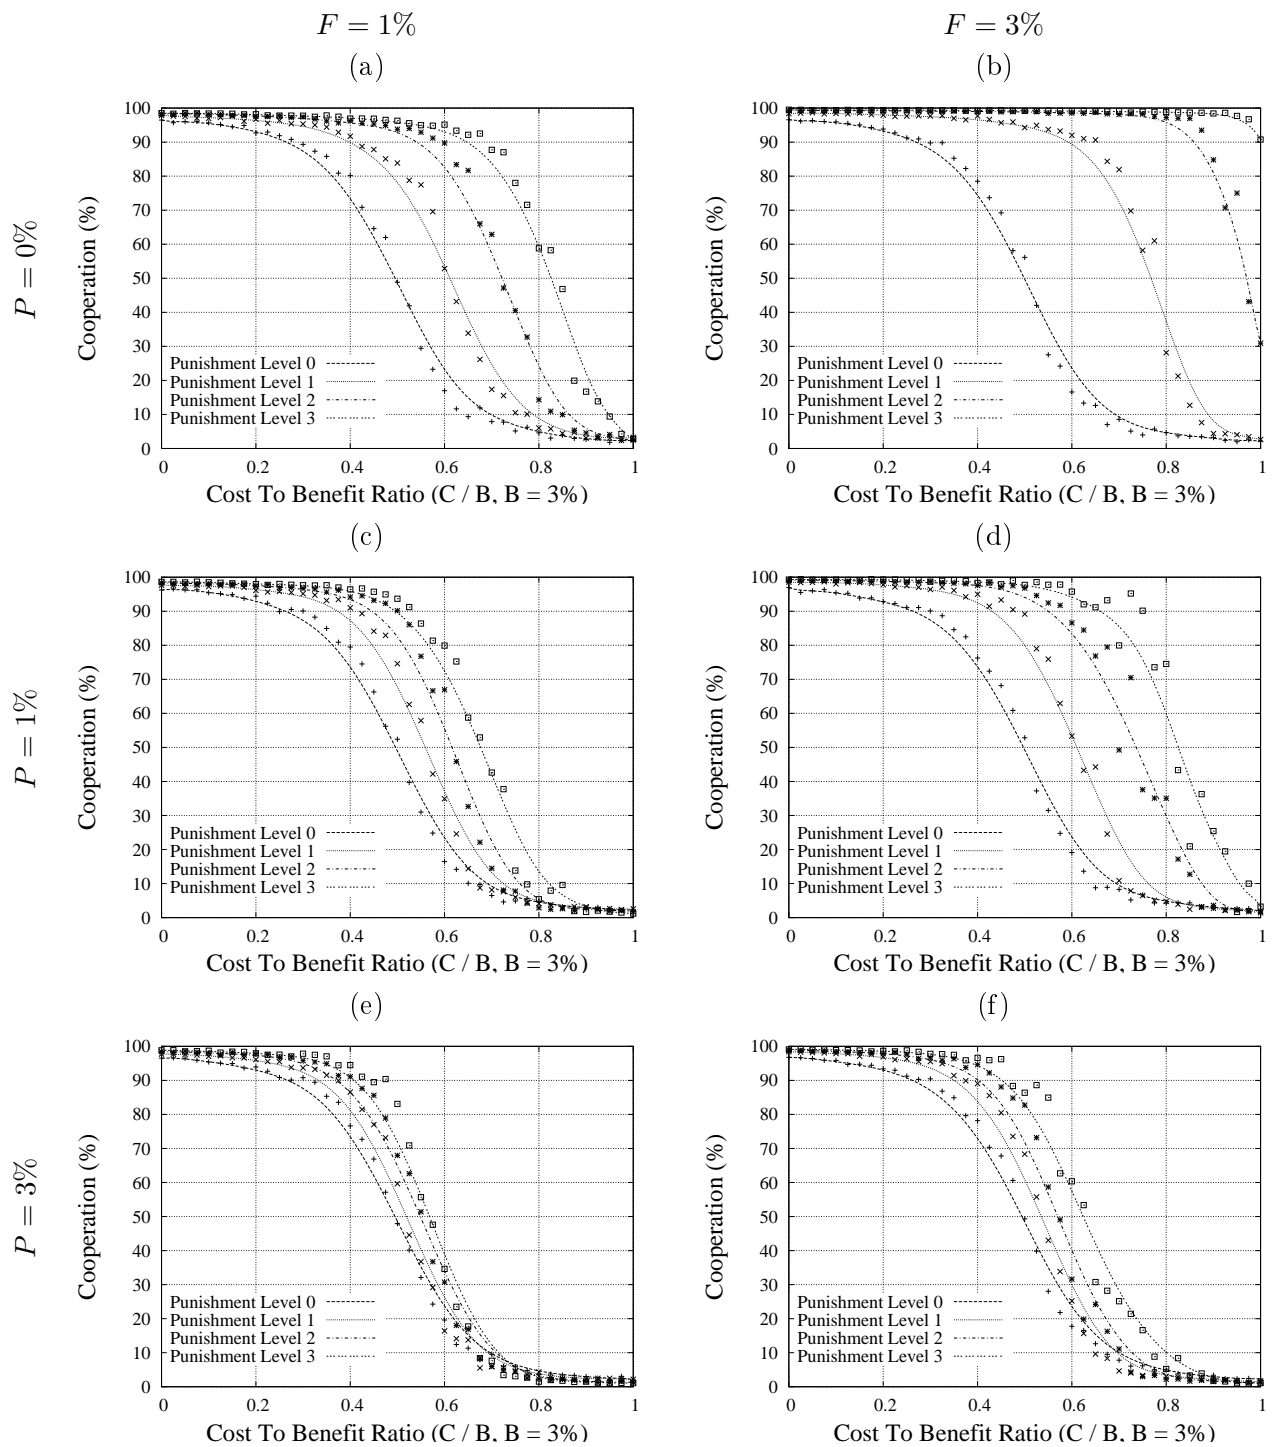 F = 1%
F = 3%
(a)
(b)
P = 0%
Cooperation (%)
100
90
80
70
60
50
40
30
20
10
0
Punishment Level 0
Punishment Level 1
Punishment Level 2
Punishment Level 3
0 0.2 0.4 0.6 0.8 1
Cost To Benefit Ratio (C / B, B = 3%)
Cooperation (%)
100
90
80
70
60
50
40
30
20
10
0
Punishment Level 0
Punishment Level 1
Punishment Level 2
Punishment Level 3
0 0.2 0.4 0.6 0.8 1
Cost To Benefit Ratio (C / B, B = 3%)
(c)
(d)
P = 1%
Cooperation (%)
100
90
80
70
60
50
40
30
20
10
0
Punishment Level 0
Punishment Level 1
Punishment Level 2
Punishment Level 3
0 0.2 0.4 0.6 0.8 1
Cost To Benefit Ratio (C / B, B = 3%)
Cooperation (%)
100
90
80
70
60
50
40
30
20
10
0
Punishment Level 0
Punishment Level 1
Punishment Level 2
Punishment Level 3
0 0.2 0.4 0.6 0.8 1
Cost To Benefit Ratio (C / B, B = 3%)
(e)
(f)
P = 3%
Cooperation (%)
100
90
80
70
60
50
40
30
20
10
0
Punishment Level 0
Punishment Level 1
Punishment Level 2
Punishment Level 3
0 0.2 0.4 0.6 0.8 1
Cost To Benefit Ratio (C / B, B = 3%)
Cooperation (%)
100
90
80
70
60
50
40
30
20
10
0
Punishment Level 0
Punishment Level 1
Punishment Level 2
Punishment Level 3
0 0.2 0.4 0.6 0.8 1
Cost To Benefit Ratio (C / B, B = 3%)